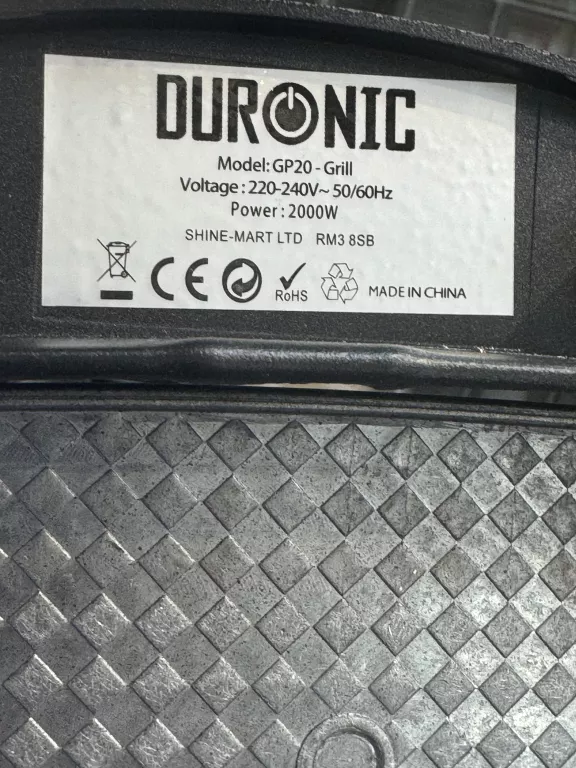 DURONIC
Model: GP20 - Grill
Voltage : 220-240V~ 50/60Hz
Power : 2000W
SHINE-MART LTD RM3 8SB
CE
RoHS
MADE IN CHINA